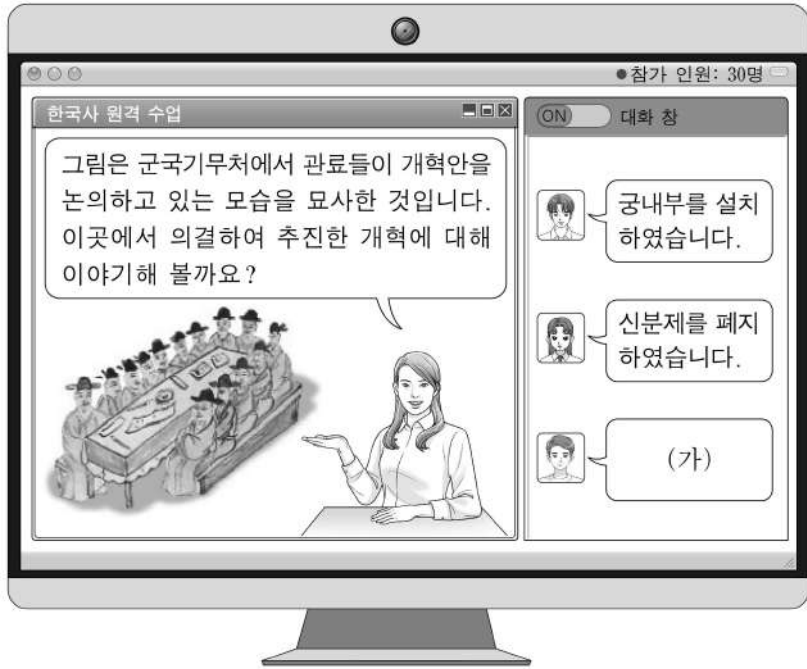 ●참가 인원: 30명
한국사 원격 수업
ON 대화 창
그림은 군국기무처에서 관료들이 개혁안을
논의하고 있는 모습을 묘사한 것입니다.
이곳에서 의결하여 추진한 개혁에 대해
이야기해 볼까요?
궁내부를 설치
하였습니다.
신분제를 폐지
하였습니다.
(가)